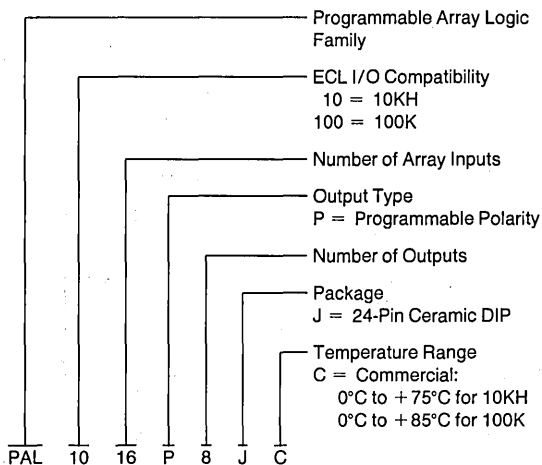 Programmable Array Logic
Family
ECL I/O Compatibility
10 = 10KH
100 = 100K
Number of Array Inputs
Output Type
P = Programmable Polarity
Number of Outputs
Package
J = 24-Pin Ceramic DIP
Temperature Range
C = Commercial:
0°C to +75°C for 10KH
0°C to +85°C for 100K
PAL 10 16 P 8 J C